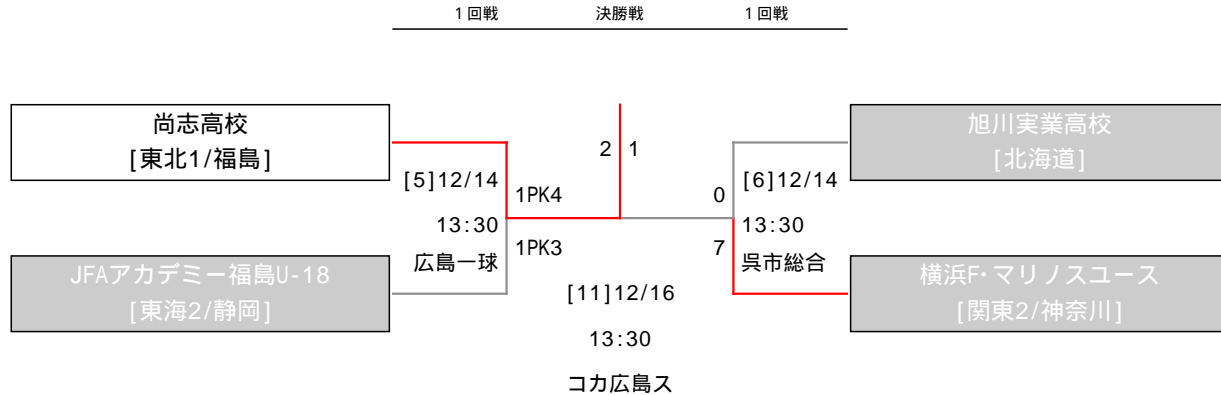 1回戦 決勝戦 1回戦
尚志高校
[東北1/福島]
旭川実業高校
[北海道]
2 1
[5]12/14
1PK4
0
[6]12/14
13:30
13:30
1PK3
7
広島一球
呉市総合
JFAアカデミー福島U-18
[東海2/静岡]
横浜F・マリノスユース
[関東2/神奈川]
[11]12/16
13:30
コカ広島ス